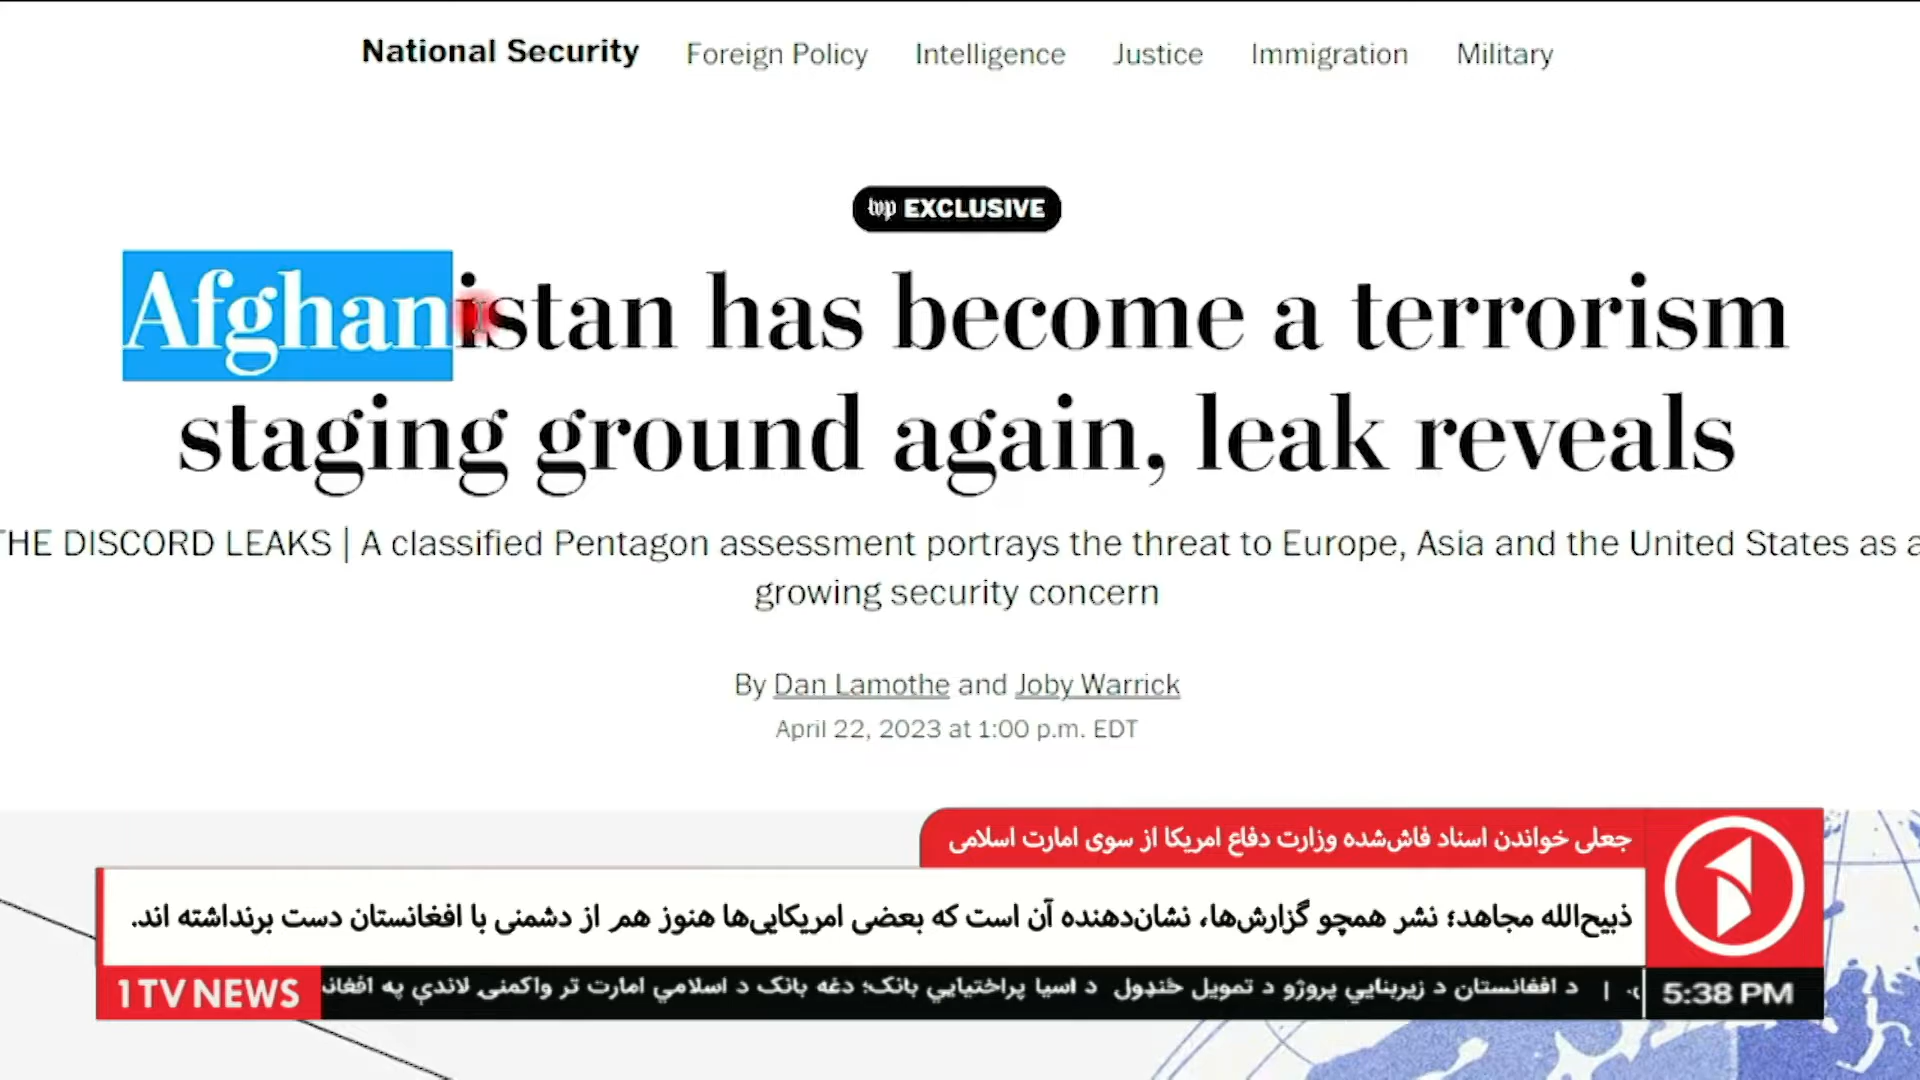 National Security Foreign Policy Intelligence Justice Immigration Military
wp EXCLUSIVE
Afghanistan has become a terrorism
staging ground again, leak reveals
THE DISCORD LEAKS | A classified Pentagon assessment portrays the threat to Europe, Asia and the United States as a
growing security concern
By Dan Lamothe and Joby Warrick
April 22, 2023 at 1:00 p.m. EDT
جعلی خواندن اسناد فاش‌شده وزارت دفاع امریکا از سوی امارت اسلامی
ذبیح‌الله مجاهد؛ نشر همچو گزارش‌ها، نشان‌دهنده آن است که بعضی امریکایی‌ها هنوز هم از دشمنی با افغانستان دست برنداشته اند.
1TV NEWS
| د افغانستان د زیربنایي پروژو د تمویل څنډول د اسیا پراختیایي بانک؛ دغه بانک د اسلامي امارت تر واکمنۍ لاندې په
5:38 PM